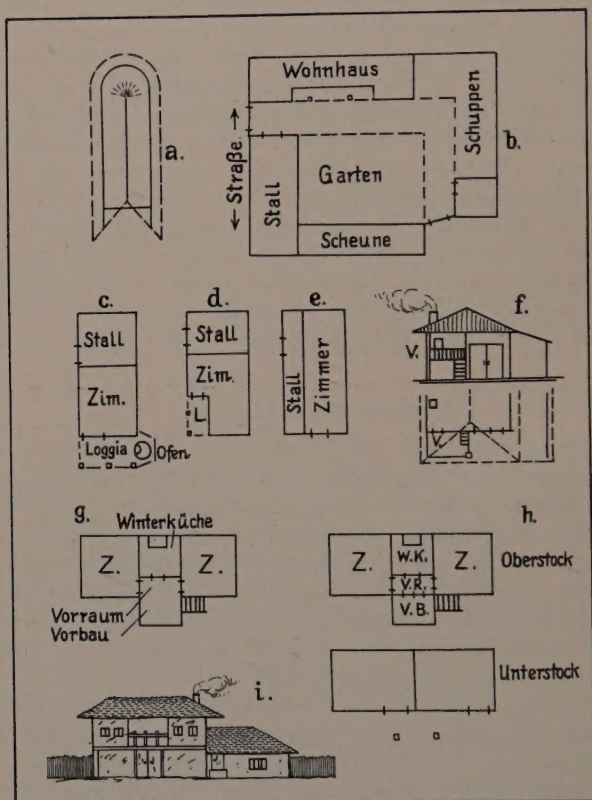 a.
Wohnhaus
Schuppen
b.
← Straße →
Stall
Garten
Scheune
c.
Stall
Zim.
Loggia
Ofen
d.
Stall
Zim.
L.
e.
Stall
Zimmer
f.
V.
V.
g.
Winterküche
Z.
Z.
Vorraum
Vorbau
h.
Z.
W.K.
Z.
Oberstock
V.R.
V.B.
Unterstock
i.